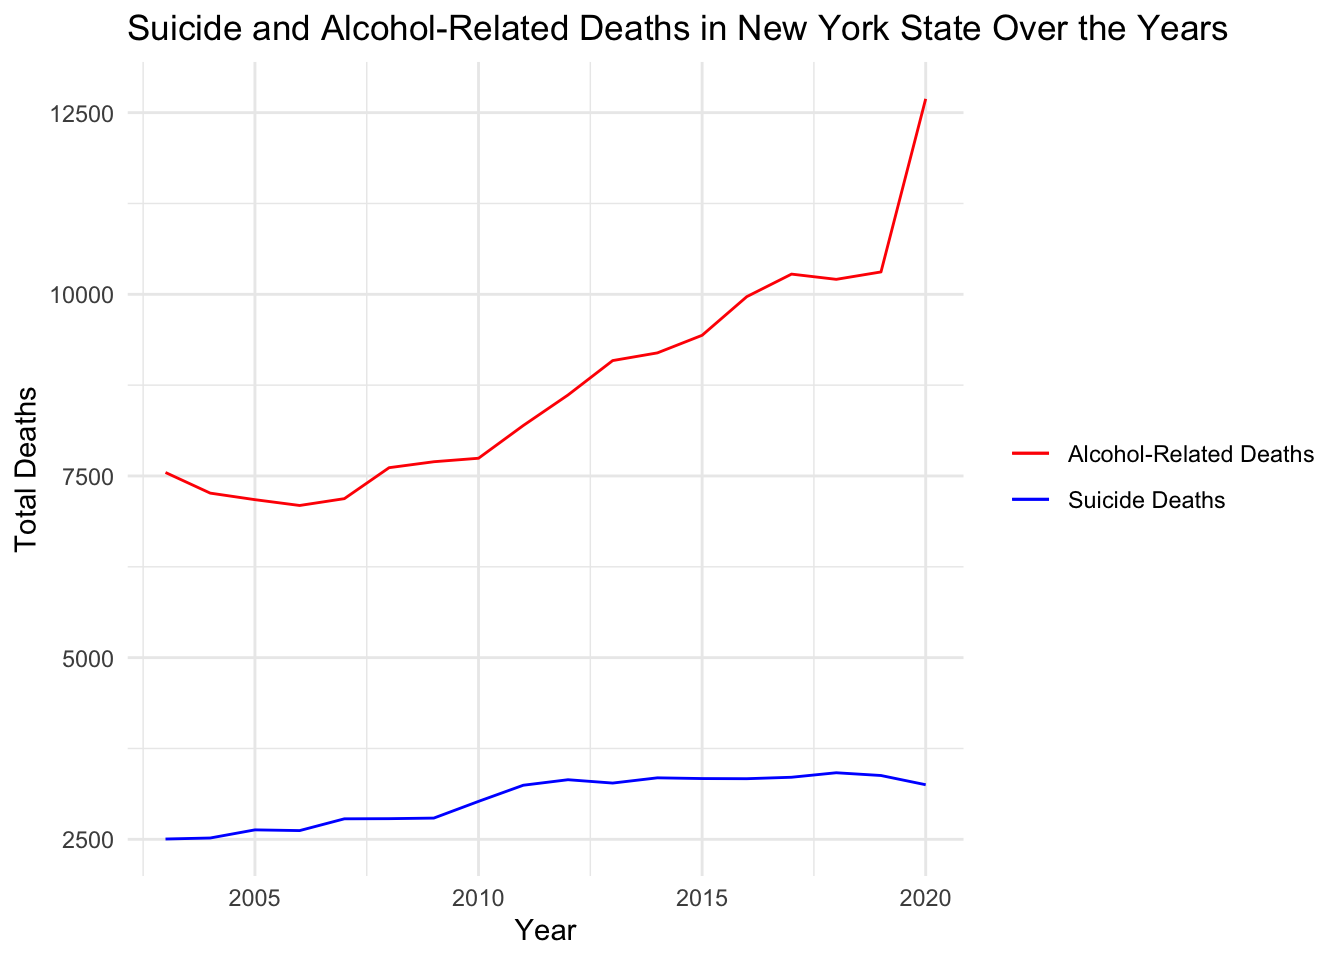 Suicide and Alcohol-Related Deaths in New York State Over the Years
12500
10000
7500
5000
2500
Total Deaths
2005 2010 2015 2020
Year
Alcohol-Related Deaths
Suicide Deaths